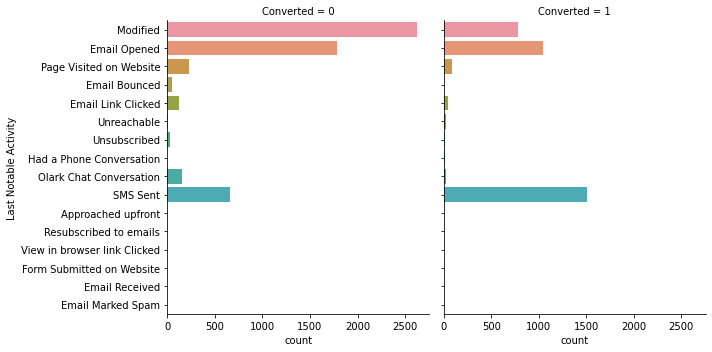 Converted = 0
Converted = 1
Last Notable Activity
Modified
Email Opened
Page Visited on Website
Email Bounced
Email Link Clicked
Unreachable
Unsubscribed
Had a Phone Conversation
Olark Chat Conversation
SMS Sent
Approached upfront
Resubscribed to emails
View in browser link Clicked
Form Submitted on Website
Email Received
Email Marked Spam
0 500 1000 1500 2000 2500
0 500 1000 1500 2000 2500
count
count